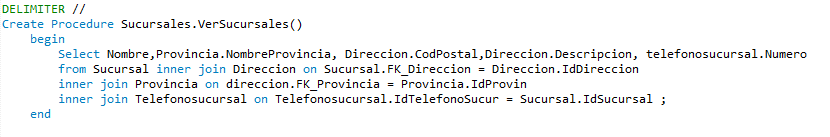 DELIMITER //
Create Procedure Sucursales.VerSucursales()
begin
Select Nombre,Provincia.NombreProvincia, Direccion.CodPostal,Direccion.Descripcion, telefonosucursal.Numero
from Sucursal inner join Direccion on Sucursal.FK_Direccion = Direccion.IdDireccion
inner join Provincia on direccion.FK_Provincia = Provincia.IdProvin
inner join Telefonosucursal on Telefonosucursal.IdTelefonoSucur = Sucursal.IdSucursal ;
end